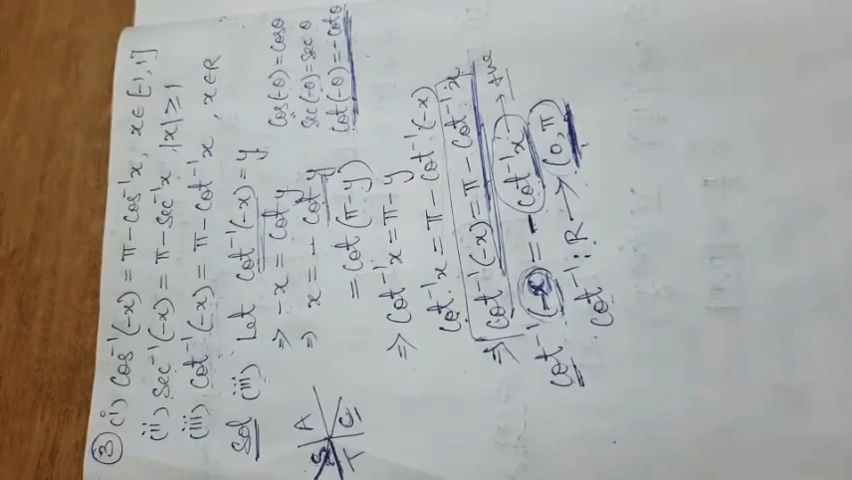 ③ (i) Cos⁻¹(-x) = π - cos⁻¹x, x ∈ [-1, 1]
(ii) Sec⁻¹(-x) = π - Sec⁻¹x, |x| ≥ 1
(iii) Cot⁻¹(-x) = π - Cot⁻¹x, x ∈ R
Sol (iii) Let Cot⁻¹(-x) = y
⇒ -x = Cot y
⇒ x = - Cot y
= Cot (π - y)
⇒ Cot⁻¹x = π - y
Cot⁻¹x = π - Cot⁻¹(-x)
⇒ Cot⁻¹(-x) = π - Cot⁻¹x
Cot⁻¹(-x) = - Cot⁻¹x → +ve
Cot⁻¹ : R → (0, π)
Cos(-θ) = Cosθ
Sec(-θ) = Sec θ
Cot(-θ) = -Cotθ
S A
T C